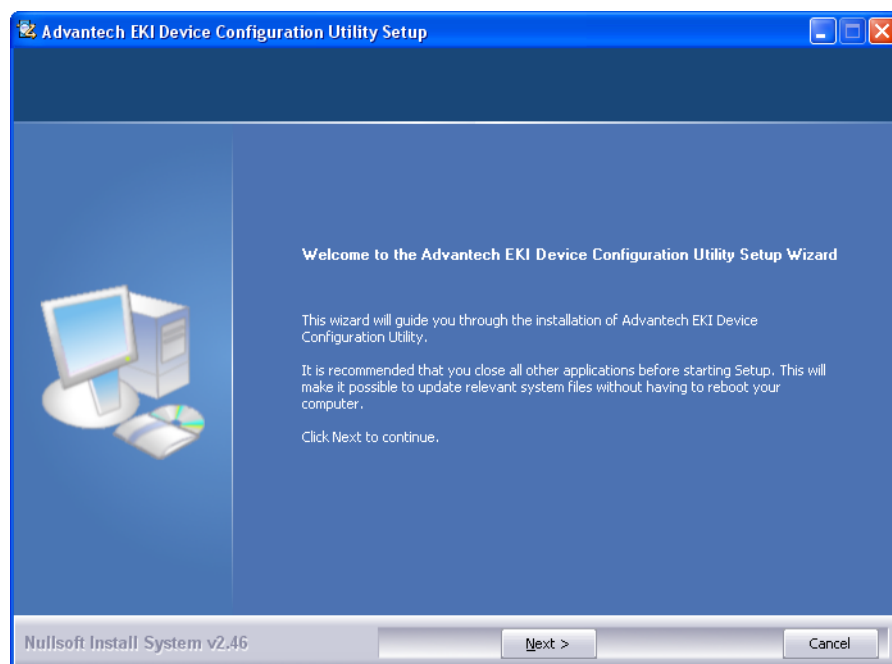 Advantech EKI Device Configuration Utility Setup
Welcome to the Advantech EKI Device Configuration Utility Setup Wizard
This wizard will guide you through the installation of Advantech EKI Device
Configuration Utility.
It is recommended that you close all other applications before starting Setup. This will
make it possible to update relevant system files without having to reboot your
computer.
Click Next to continue.
Nullsoft Install System v2.46
Next >
Cancel